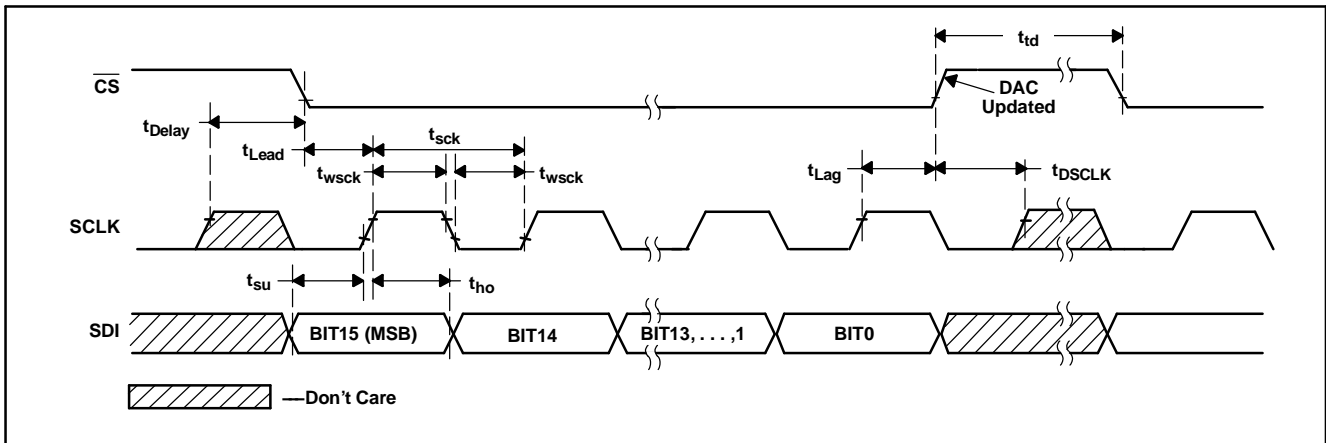 t_td
CS
DAC
Updated
t_Delay
t_Lead
t_sck
t_wsck
t_wsck
t_Lag
t_DSCLK
SCLK
t_su
t_ho
SDI
BIT15 (MSB)
BIT14
BIT13, . . . ,1
BIT0
—Don't Care